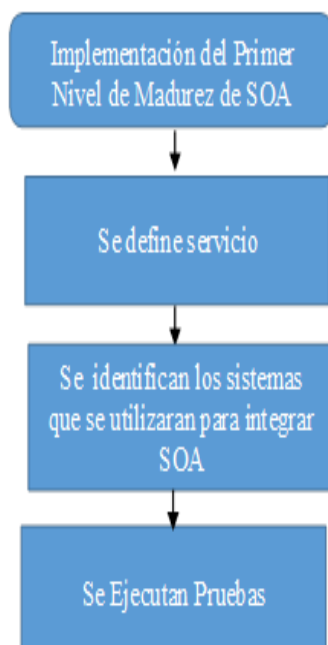 Implementación del Primer
Nivel de Madurez de SOA
Se define servicio
Se identifican los sistemas
que se utilizaran para integrar
SOA
Se Ejecutan Pruebas